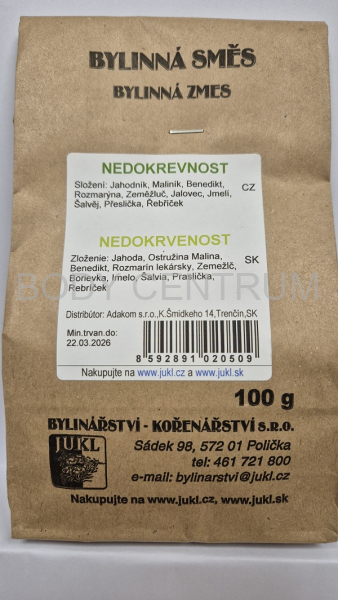 BYLINNÁ SMĚS
BYLINNÁ ZMES
NEDOKREVNOST
Složení: Jahodník, Maliník, Benedikt,
Rozmarýna, Zeměžluč, Jalovec, Jmelí,
Šalvěj, Přeslička, Řebříček
CZ
NEDOKRVENOST
Zloženie: Jahoda, Ostružina Malina,
Benedikt, Rozmarín lekársky, Zemežlč,
Borievka, Imelo, Šalvia, Praslička,
Rebríček
SK
BODY CENTRUM
Distribútor: Adakom s.r.o.,K.Šmidkeho 14,Trenčín,SK
Min.trvan.do:
22.03.2026
8 592891 020509
Nakupujte na www.jukl.cz a www.jukl.sk
100 g
BYLINÁŘSTVÍ - KOŘENÁŘSTVÍ s.r.o.
JUKL
Sádek 98, 572 01 Polička
tel: 461 721 800
e-mail: bylinarstvi@jukl.cz
Nakupujte na www.jukl.cz, www.jukl.sk